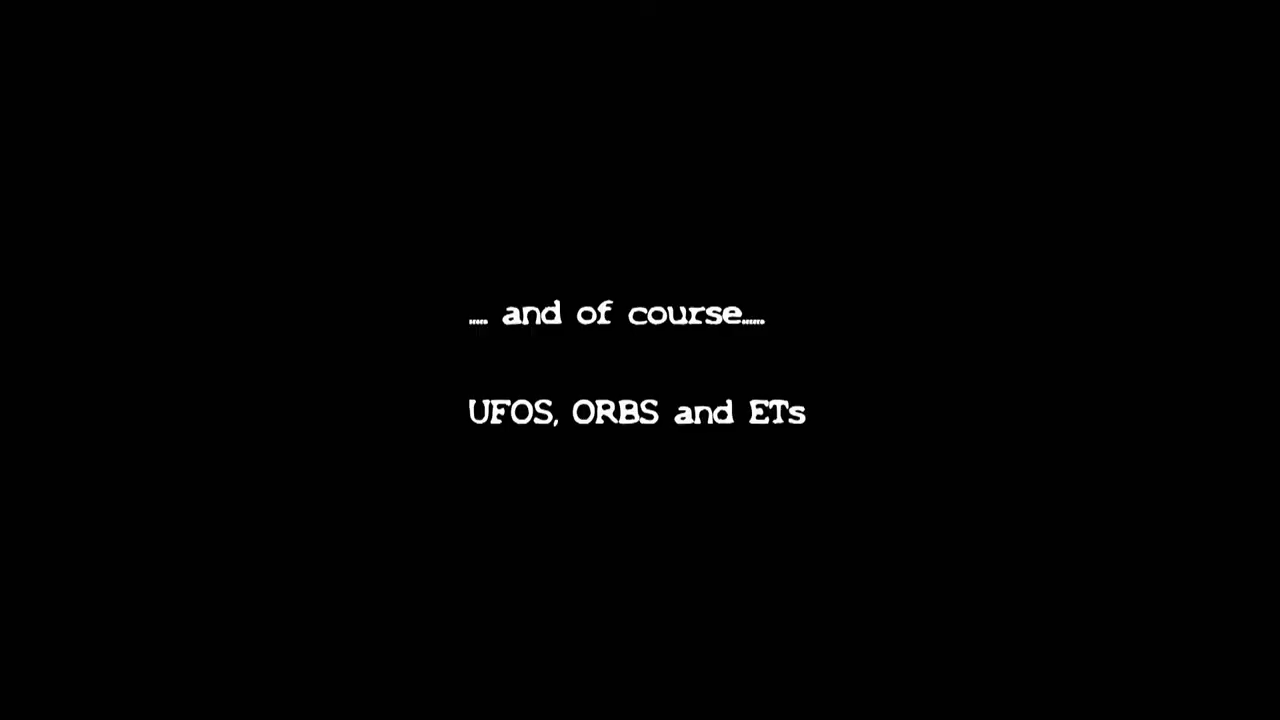 ..... and of course......
UFOS, ORBS and ETs